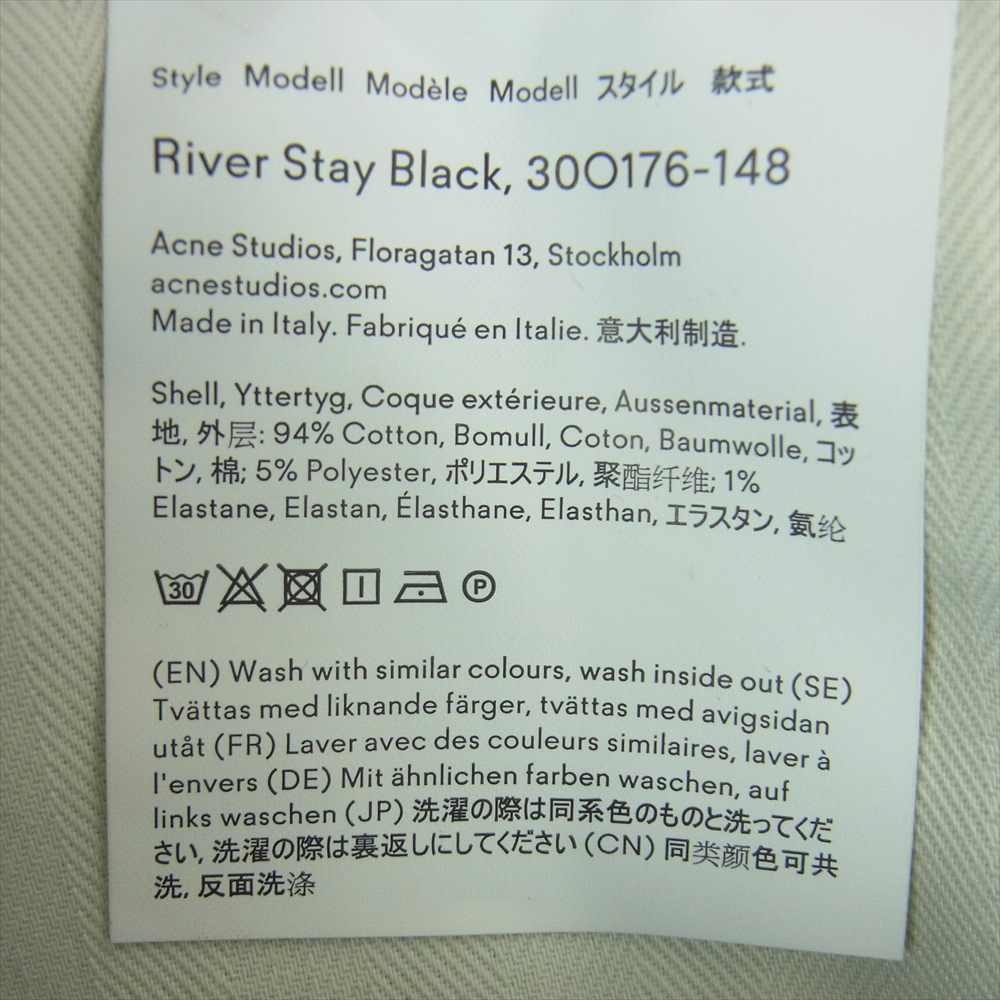 Style Modell Modèle Modell スタイル 款式
River Stay Black, 30O176-148
Acne Studios, Floragatan 13, Stockholm
acnestudios.com
Made in Italy. Fabriqué en Italie. 意大利制造.
Shell, Yttertyg, Coque extérieure, Aussenmaterial, 表
地, 外层: 94% Cotton, Bomull, Coton, Baumwolle, コッ
トン, 棉; 5% Polyester, ポリエステル, 聚酯纤维; 1%
Elastane, Elastan, Élasthane, Elasthan, エラスタン, 氨纶
30 P
(EN) Wash with similar colours, wash inside out (SE)
Tvättas med liknande färger, tvättas med avigsidan
utåt (FR) Laver avec des couleurs similaires, laver à
l'envers (DE) Mit ähnlichen farben waschen, auf
links waschen (JP) 洗濯の際は同系色のものと洗ってくだ
さい, 洗濯の際は裏返しにしてください (CN) 同类颜色可共
洗, 反面洗涤